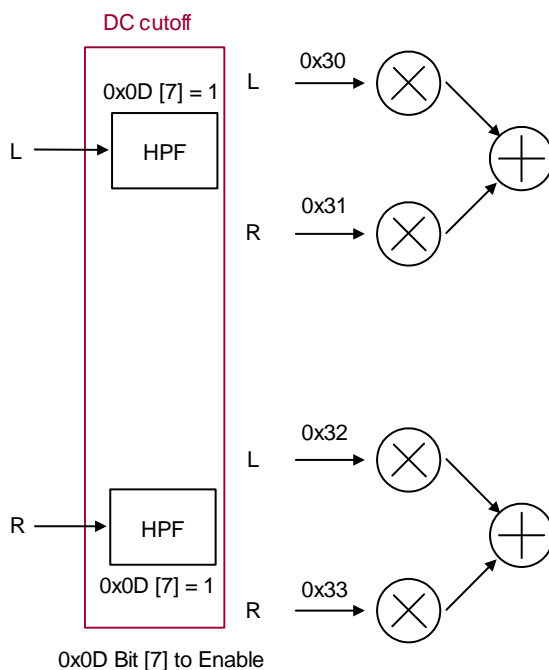 DC cutoff
0x0D [7] = 1
L
HPF
L
0x30
R
0x31
L
0x32
R
HPF
0x0D [7] = 1
R
0x33
0x0D Bit [7] to Enable